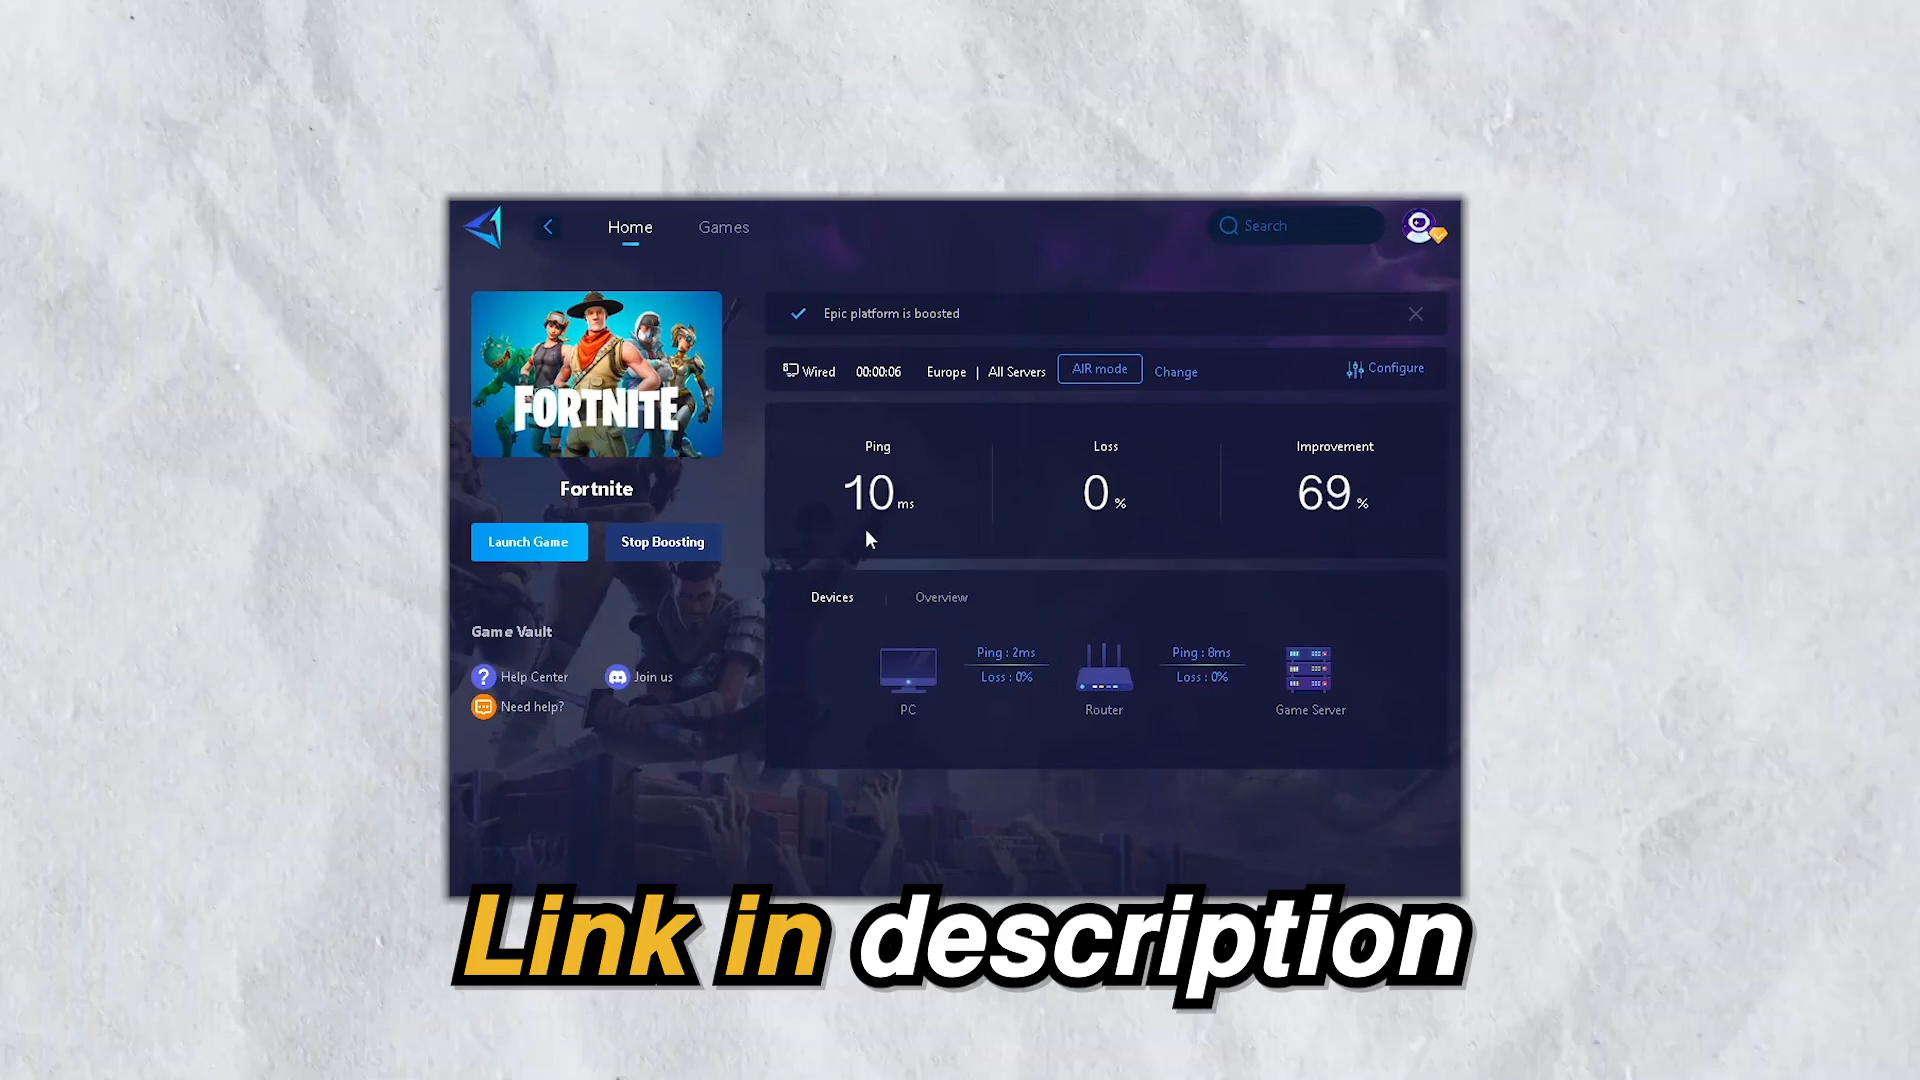 Home
Games
Search
FORTNITE
Fortnite
Launch Game
Stop Boosting
Game Vault
Help Center
Join us
Need help?
Epic platform is boosted
Wired 00:00:06 Europe | All Servers AIR mode Change Configure
Ping
10 ms
Loss
0 %
Improvement
69 %
Devices | Overview
Ping : 2ms
Loss : 0%
Ping : 8ms
Loss : 0%
PC
Router
Game Server
Link in description